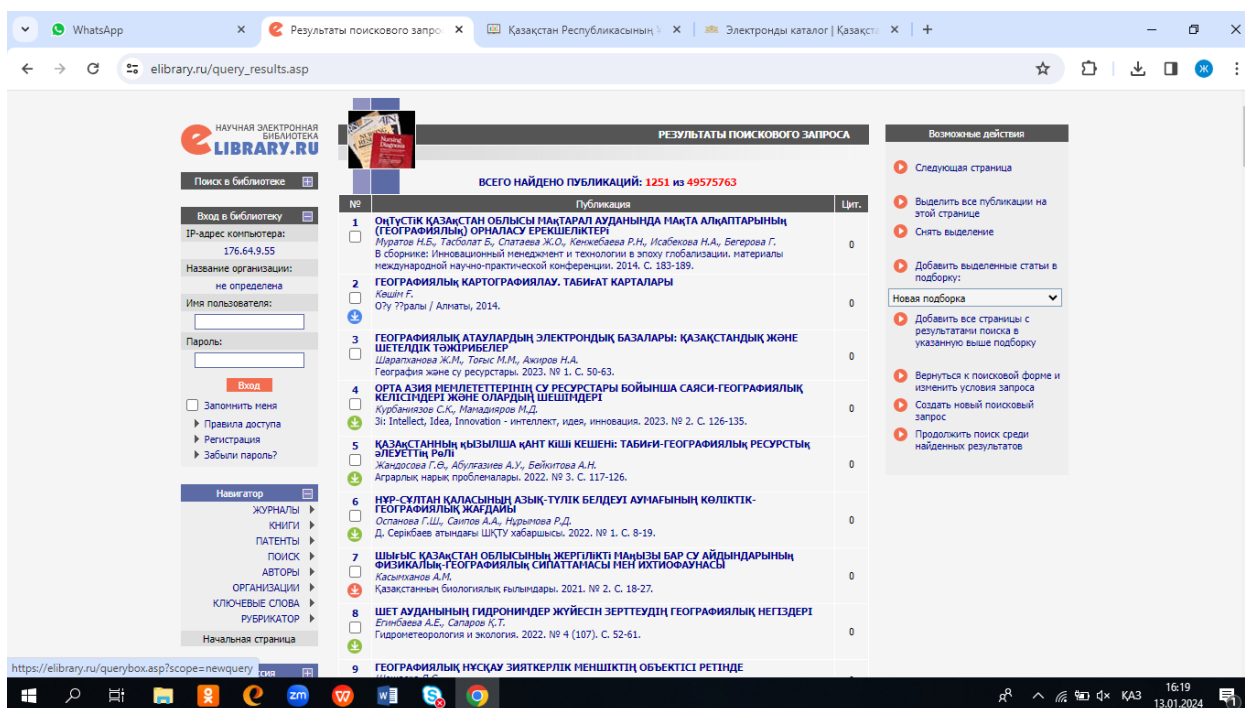 WhatsApp
Результаты поискового запро
Қазақстан Республикасының
Электронды каталог | Қазақст
elibrary.ru/query_results.asp
НАУЧНАЯ ЭЛЕКТРОННАЯ
БИБЛИОТЕКА
eLIBRARY.RU
Поиск в библиотеке
Вход в библиотеку
IP-адрес компьютера:
176.64.9.55
Название организации:
не определена
Имя пользователя:
Пароль:
Вход
Запомнить меня
Правила доступа
Регистрация
Забыли пароль?
Навигатор
ЖУРНАЛЫ
КНИГИ
ПАТЕНТЫ
ПОИСК
АВТОРЫ
ОРГАНИЗАЦИИ
КЛЮЧЕВЫЕ СЛОВА
РУБРИКАТОР
Начальная страница
https://elibrary.ru/querybox.asp?scope=newquery
РЕЗУЛЬТАТЫ ПОИСКОВОГО ЗАПРОСА
ВСЕГО НАЙДЕНО ПУБЛИКАЦИЙ: 1251 из 49575763
№ Публикация Цит.
1 ОңТүСТіК ҚАЗАқСТАН ОБЛЫСЫ МАқТАРАЛ АУДАНЫНДА МАқТА АЛқАПТАРЫНЫң
(ГЕОГРАФИЯЛЫқ) ОРНАЛАСУ ЕРЕКШЕЛіКТЕРі
Муратов Н.Б., Тасболат Б., Спатаева Ж.О., Кенжебаева Р.Н., Исабекова Н.А., Бегерова Г.
В сборнике: Инновационный менеджмент и технологии в эпоху глобализации. материалы
международной научно-практической конференции. 2014. С. 183-189.
0
2 ГЕОГРАФИЯЛЫқ КАРТОГРАФИЯЛАУ. ТАБИғАТ КАРТАЛАРЫ
Көшім Ғ.
О?у ??ралы / Алматы, 2014.
0
3 ГЕОГРАФИЯЛЫҚ АТАУЛАРДЫҢ ЭЛЕКТРОНДЫҚ БАЗАЛАРЫ: ҚАЗАҚСТАНДЫҚ ЖӘНЕ
ШЕТЕЛДІК ТӘЖІРИБЕЛЕР
Шарапханова Ж.М., Тоғыс М.М., Ажиров Н.А.
География және су ресурстары. 2023. № 1. С. 50-63.
0
4 ОРТА АЗИЯ МЕМЛЕТЕТТЕРІНІҢ СУ РЕСУРСТАРЫ БОЙЫНША САЯСИ-ГЕОГРАФИЯЛЫҚ
КЕЛІСІМДЕРІ ЖӘНЕ ОЛАРДЫҢ ШЕШІМДЕРІ
Курбаниязов С.К., Мамадияров М.Д.
3i: Intellect, Idea, Innovation - интеллект, идея, инновация. 2023. № 2. С. 126-135.
0
5 ҚАЗАқСТАННЫң қЫЗЫЛША қАНТ КіШі КЕШЕНі: ТАБИғИ-ГЕОГРАФИЯЛЫқ РЕСУРСТЫқ
әЛЕУЕТТің РөЛі
Жандосова Г.Ө., Абулғазиев А.У., Бейкитова А.Н.
Аграрлық нарық проблемалары. 2022. № 3. С. 117-126.
0
6 НҰР-СҰЛТАН ҚАЛАСЫНЫҢ АЗЫҚ-ТҮЛІК БЕЛДЕУІ АУМАҒЫНЫҢ КӨЛІКТІК-
ГЕОГРАФИЯЛЫҚ ЖАҒДАЙЫ
Оспанова Г.Ш., Саипов А.А., Нұрымова Р.Д.
Д. Серікбаев атындағы ШҚТУ хабаршысы. 2022. № 1. С. 8-19.
0
7 ШЫғЫС ҚАЗАқСТАН ОБЛЫСЫНЫң ЖЕРГіЛіКТі МАңЫЗЫ БАР СУ АЙДЫНДАРЫНЫң
ФИЗИКАЛЫқ-ГЕОГРАФИЯЛЫқ СИПАТТАМАСЫ МЕН ИХТИОФАУНАСЫ
Касымханов А.М.
Қазақстанның биологиялық ғылымдары. 2021. № 2. С. 18-27.
0
8 ШЕТ АУДАНЫНЫҢ ГИДРОНИМДЕР ЖҮЙЕСІН ЗЕРТТЕУДІҢ ГЕОГРАФИЯЛЫҚ НЕГІЗДЕРІ
Егинбаева А.Е., Сапаров Қ.Т.
Гидрометеорология и экология. 2022. № 4 (107). С. 52-61.
0
9 ГЕОГРАФИЯЛЫҚ НҰСҚАУ ЗИЯТКЕРЛІК МЕНШІКТІҢ ОБЪЕКТІСІ РЕТІНДЕ
Возможные действия
Следующая страница
Выделить все публикации на
этой странице
Снять выделение
Добавить выделенные статьи в
подборку:
Новая подборка
Добавить все страницы с
результатами поиска в
указанную выше подборку
Вернуться к поисковой форме и
изменить условия запроса
Создать новый поисковый
запрос
Продолжить поиск среди
найденных результатов
ҚАЗ
16:19
13.01.2024